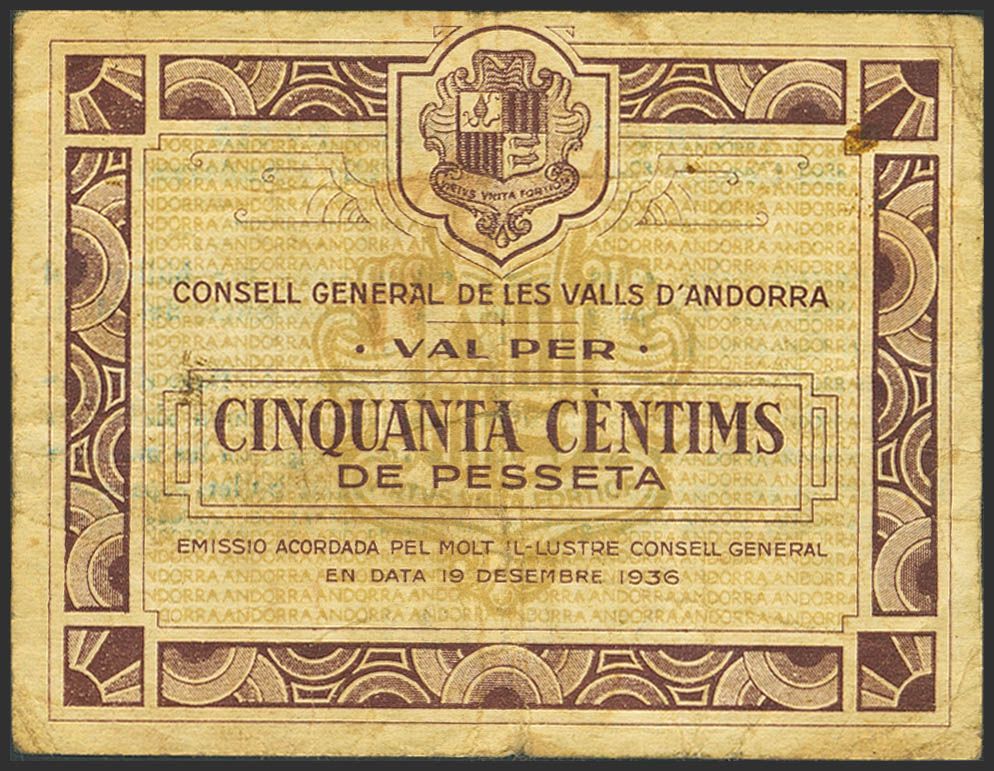 VIRTVS VNITA FORTIOR
CONSELL GENERAL DE LES VALLS D'ANDORRA
• VAL PER •
CINQUANTA CÈNTIMS
DE PESSETA
EMISSIO ACORDADA PEL MOLT IL-LUSTRE CONSELL GENERAL
EN DATA 19 DESEMBRE 1936